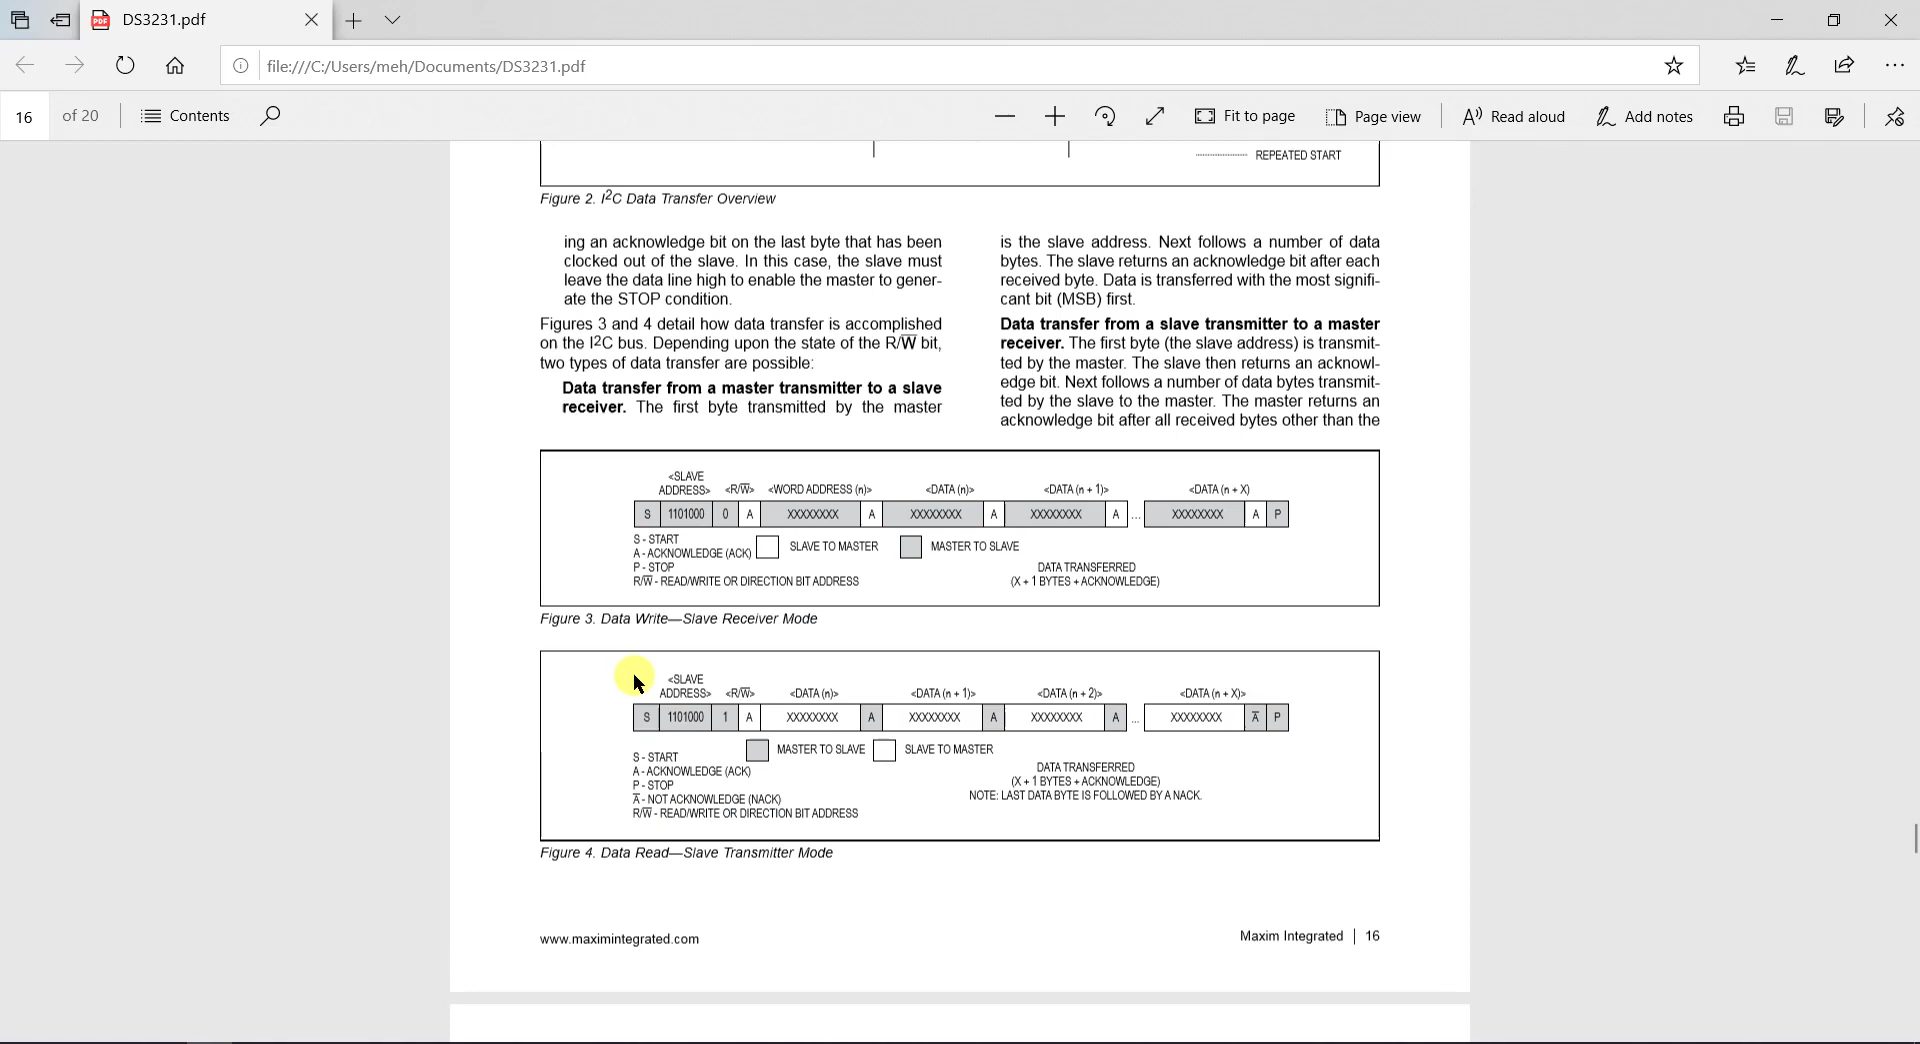 DS3231.pdf
file:///C:/Users/meh/Documents/DS3231.pdf
16 of 20 Contents Fit to page Page view Read aloud Add notes
REPEATED START
Figure 2. I2C Data Transfer Overview
ing an acknowledge bit on the last byte that has been
clocked out of the slave. In this case, the slave must
leave the data line high to enable the master to gener-
ate the STOP condition.
Figures 3 and 4 detail how data transfer is accomplished
on the I2C bus. Depending upon the state of the R/W̅ bit,
two types of data transfer are possible:
Data transfer from a master transmitter to a slave
receiver. The first byte transmitted by the master
is the slave address. Next follows a number of data
bytes. The slave returns an acknowledge bit after each
received byte. Data is transferred with the most signifi-
cant bit (MSB) first.
Data transfer from a slave transmitter to a master
receiver. The first byte (the slave address) is transmit-
ted by the master. The slave then returns an acknowl-
edge bit. Next follows a number of data bytes transmit-
ted by the slave to the master. The master returns an
acknowledge bit after all received bytes other than the
<SLAVE
ADDRESS> <R/W̅> <WORD ADDRESS (n)> <DATA (n)> <DATA (n + 1)> <DATA (n + X)
S 1101000 0 A XXXXXXXX A XXXXXXXX A XXXXXXXX A ... XXXXXXXX A P
S - START
A - ACKNOWLEDGE (ACK) SLAVE TO MASTER MASTER TO SLAVE
P - STOP
R/W̅ - READ/WRITE OR DIRECTION BIT ADDRESS
DATA TRANSFERRED
(X + 1 BYTES + ACKNOWLEDGE)
Figure 3. Data Write—Slave Receiver Mode
<SLAVE
ADDRESS> <R/W̅> <DATA (n)> <DATA (n + 1)> <DATA (n + 2)> <DATA (n + X)>
S 1101000 1 A XXXXXXXX A XXXXXXXX A XXXXXXXX A ... XXXXXXXX A̅ P
MASTER TO SLAVE SLAVE TO MASTER
S - START
A - ACKNOWLEDGE (ACK)
P - STOP
A̅ - NOT ACKNOWLEDGE (NACK)
R/W̅ - READ/WRITE OR DIRECTION BIT ADDRESS
DATA TRANSFERRED
(X + 1 BYTES + ACKNOWLEDGE)
NOTE: LAST DATA BYTE IS FOLLOWED BY A NACK.
Figure 4. Data Read—Slave Transmitter Mode
www.maximintegrated.com
Maxim Integrated | 16